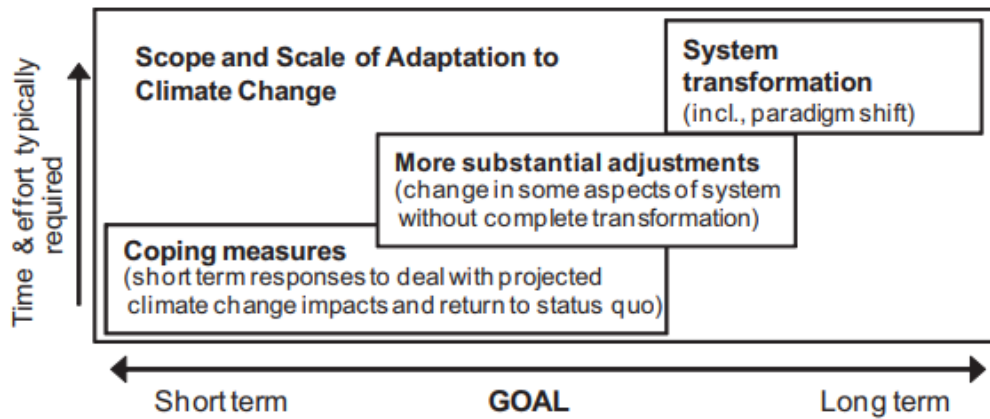 Scope and Scale of Adaptation to
Climate Change
System
transformation
(incl., paradigm shift)
More substantial adjustments
(change in some aspects of system
without complete transformation)
Coping measures
(short term responses to deal with projected
climate change impacts and return to status quo)
Time & effort typically
required
Short term
GOAL
Long term